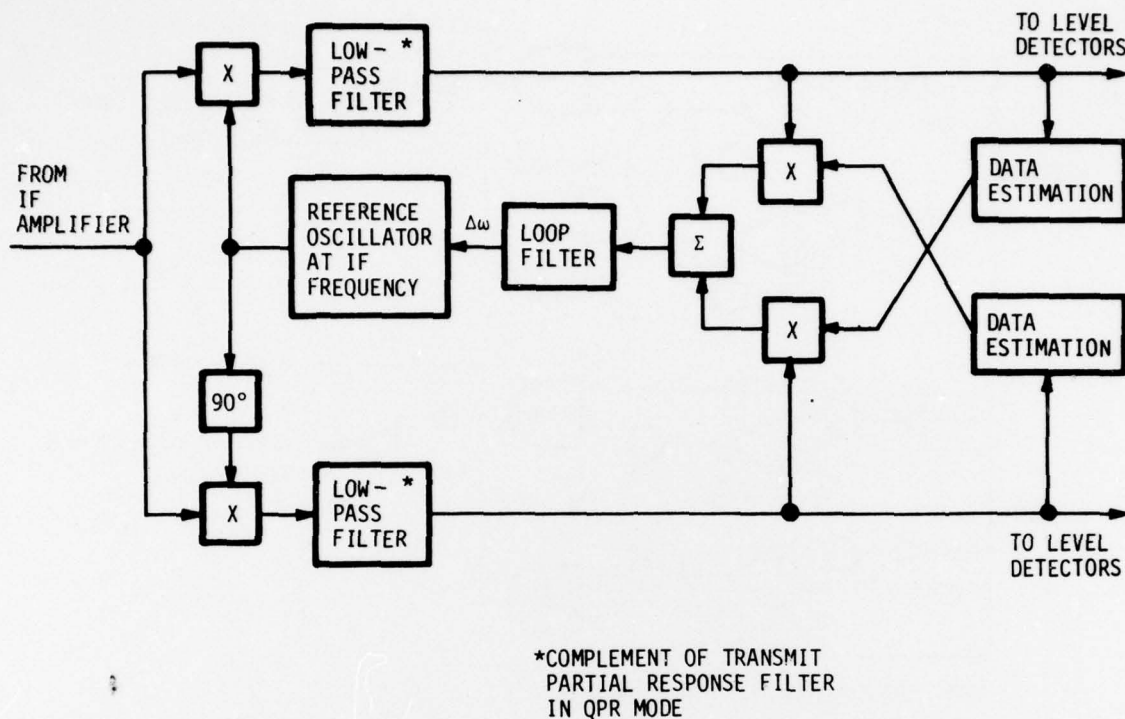 TO LEVEL
DETECTORS
X
LOW- *
PASS
FILTER
FROM
IF
AMPLIFIER
REFERENCE
OSCILLATOR
AT IF
FREQUENCY
Δω
LOOP
FILTER
Σ
X
DATA
ESTIMATION
X
DATA
ESTIMATION
90°
X
LOW- *
PASS
FILTER
TO LEVEL
DETECTORS
*COMPLEMENT OF TRANSMIT
PARTIAL RESPONSE FILTER
IN QPR MODE